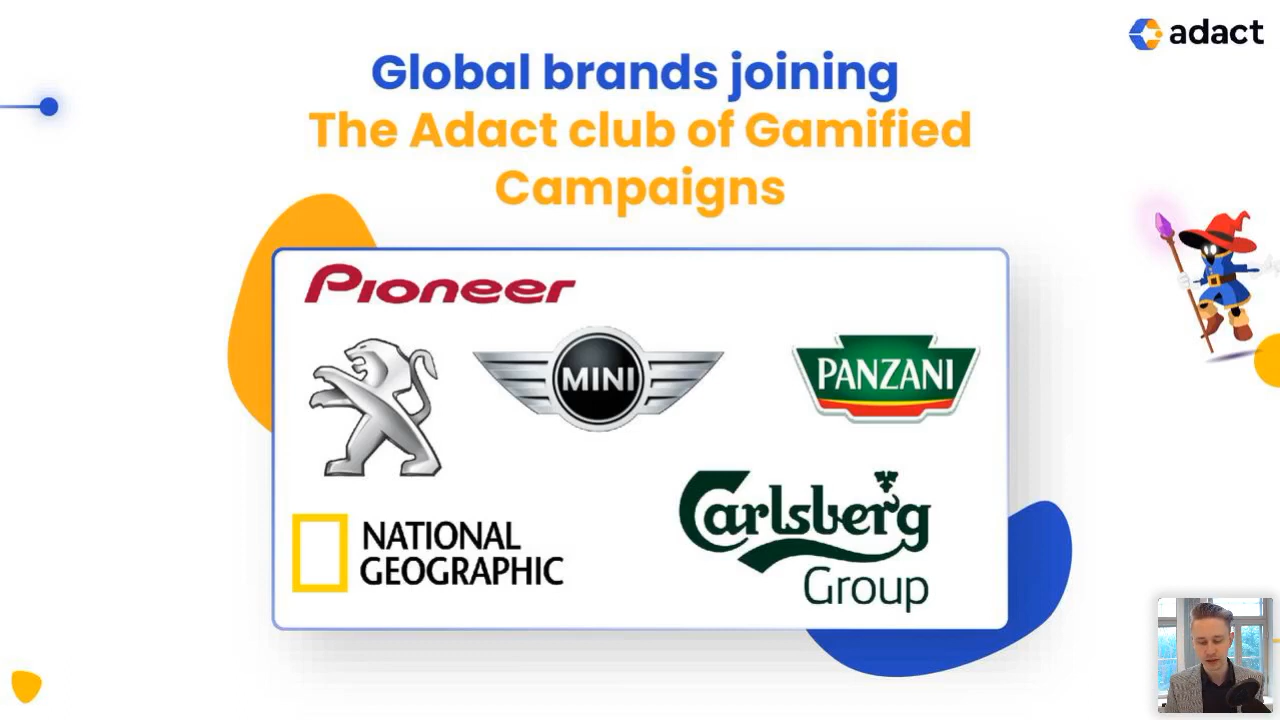 adact
Global brands joining
The Adact club of Gamified
Campaigns
Pioneer
MINI
PANZANI
NATIONAL
GEOGRAPHIC
Carlsberg
Group